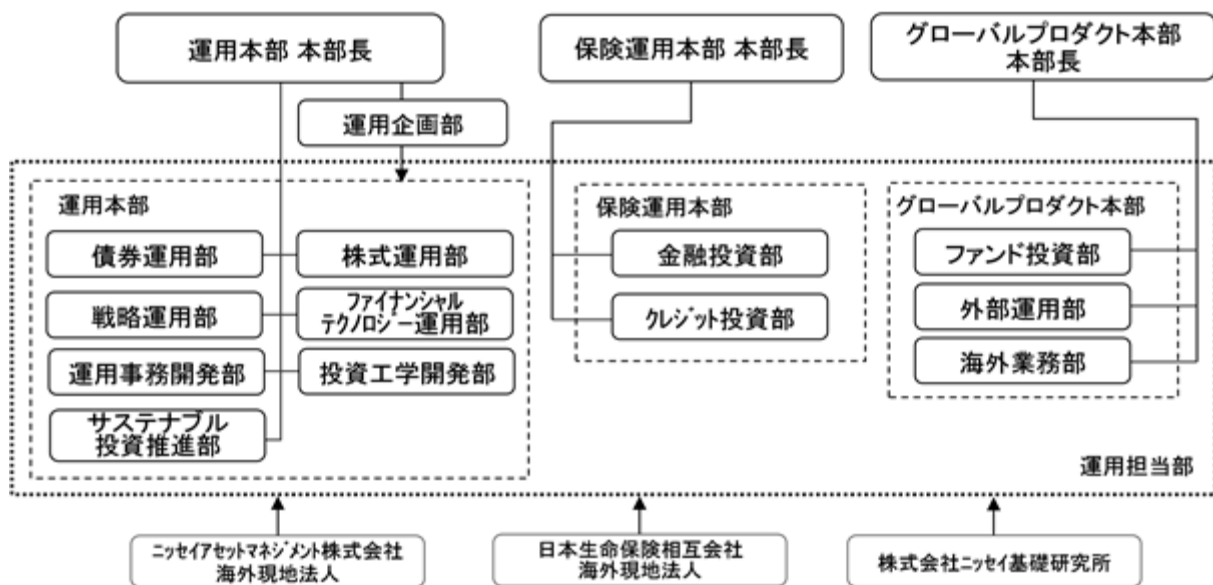 運用本部 本部長
保険運用本部 本部長
グローバルプロダクト本部
本部長
運用企画部
運用本部
債券運用部
株式運用部
戦略運用部
ファイナンシャル
テクノロジー運用部
運用事務開発部
投資工学開発部
サステナブル
投資推進部
保険運用本部
金融投資部
クレジット投資部
グローバルプロダクト本部
ファンド投資部
外部運用部
海外業務部
運用担当部
ニッセイアセットマネジメント株式会社
海外現地法人
日本生命保険相互会社
海外現地法人
株式会社ニッセイ基礎研究所